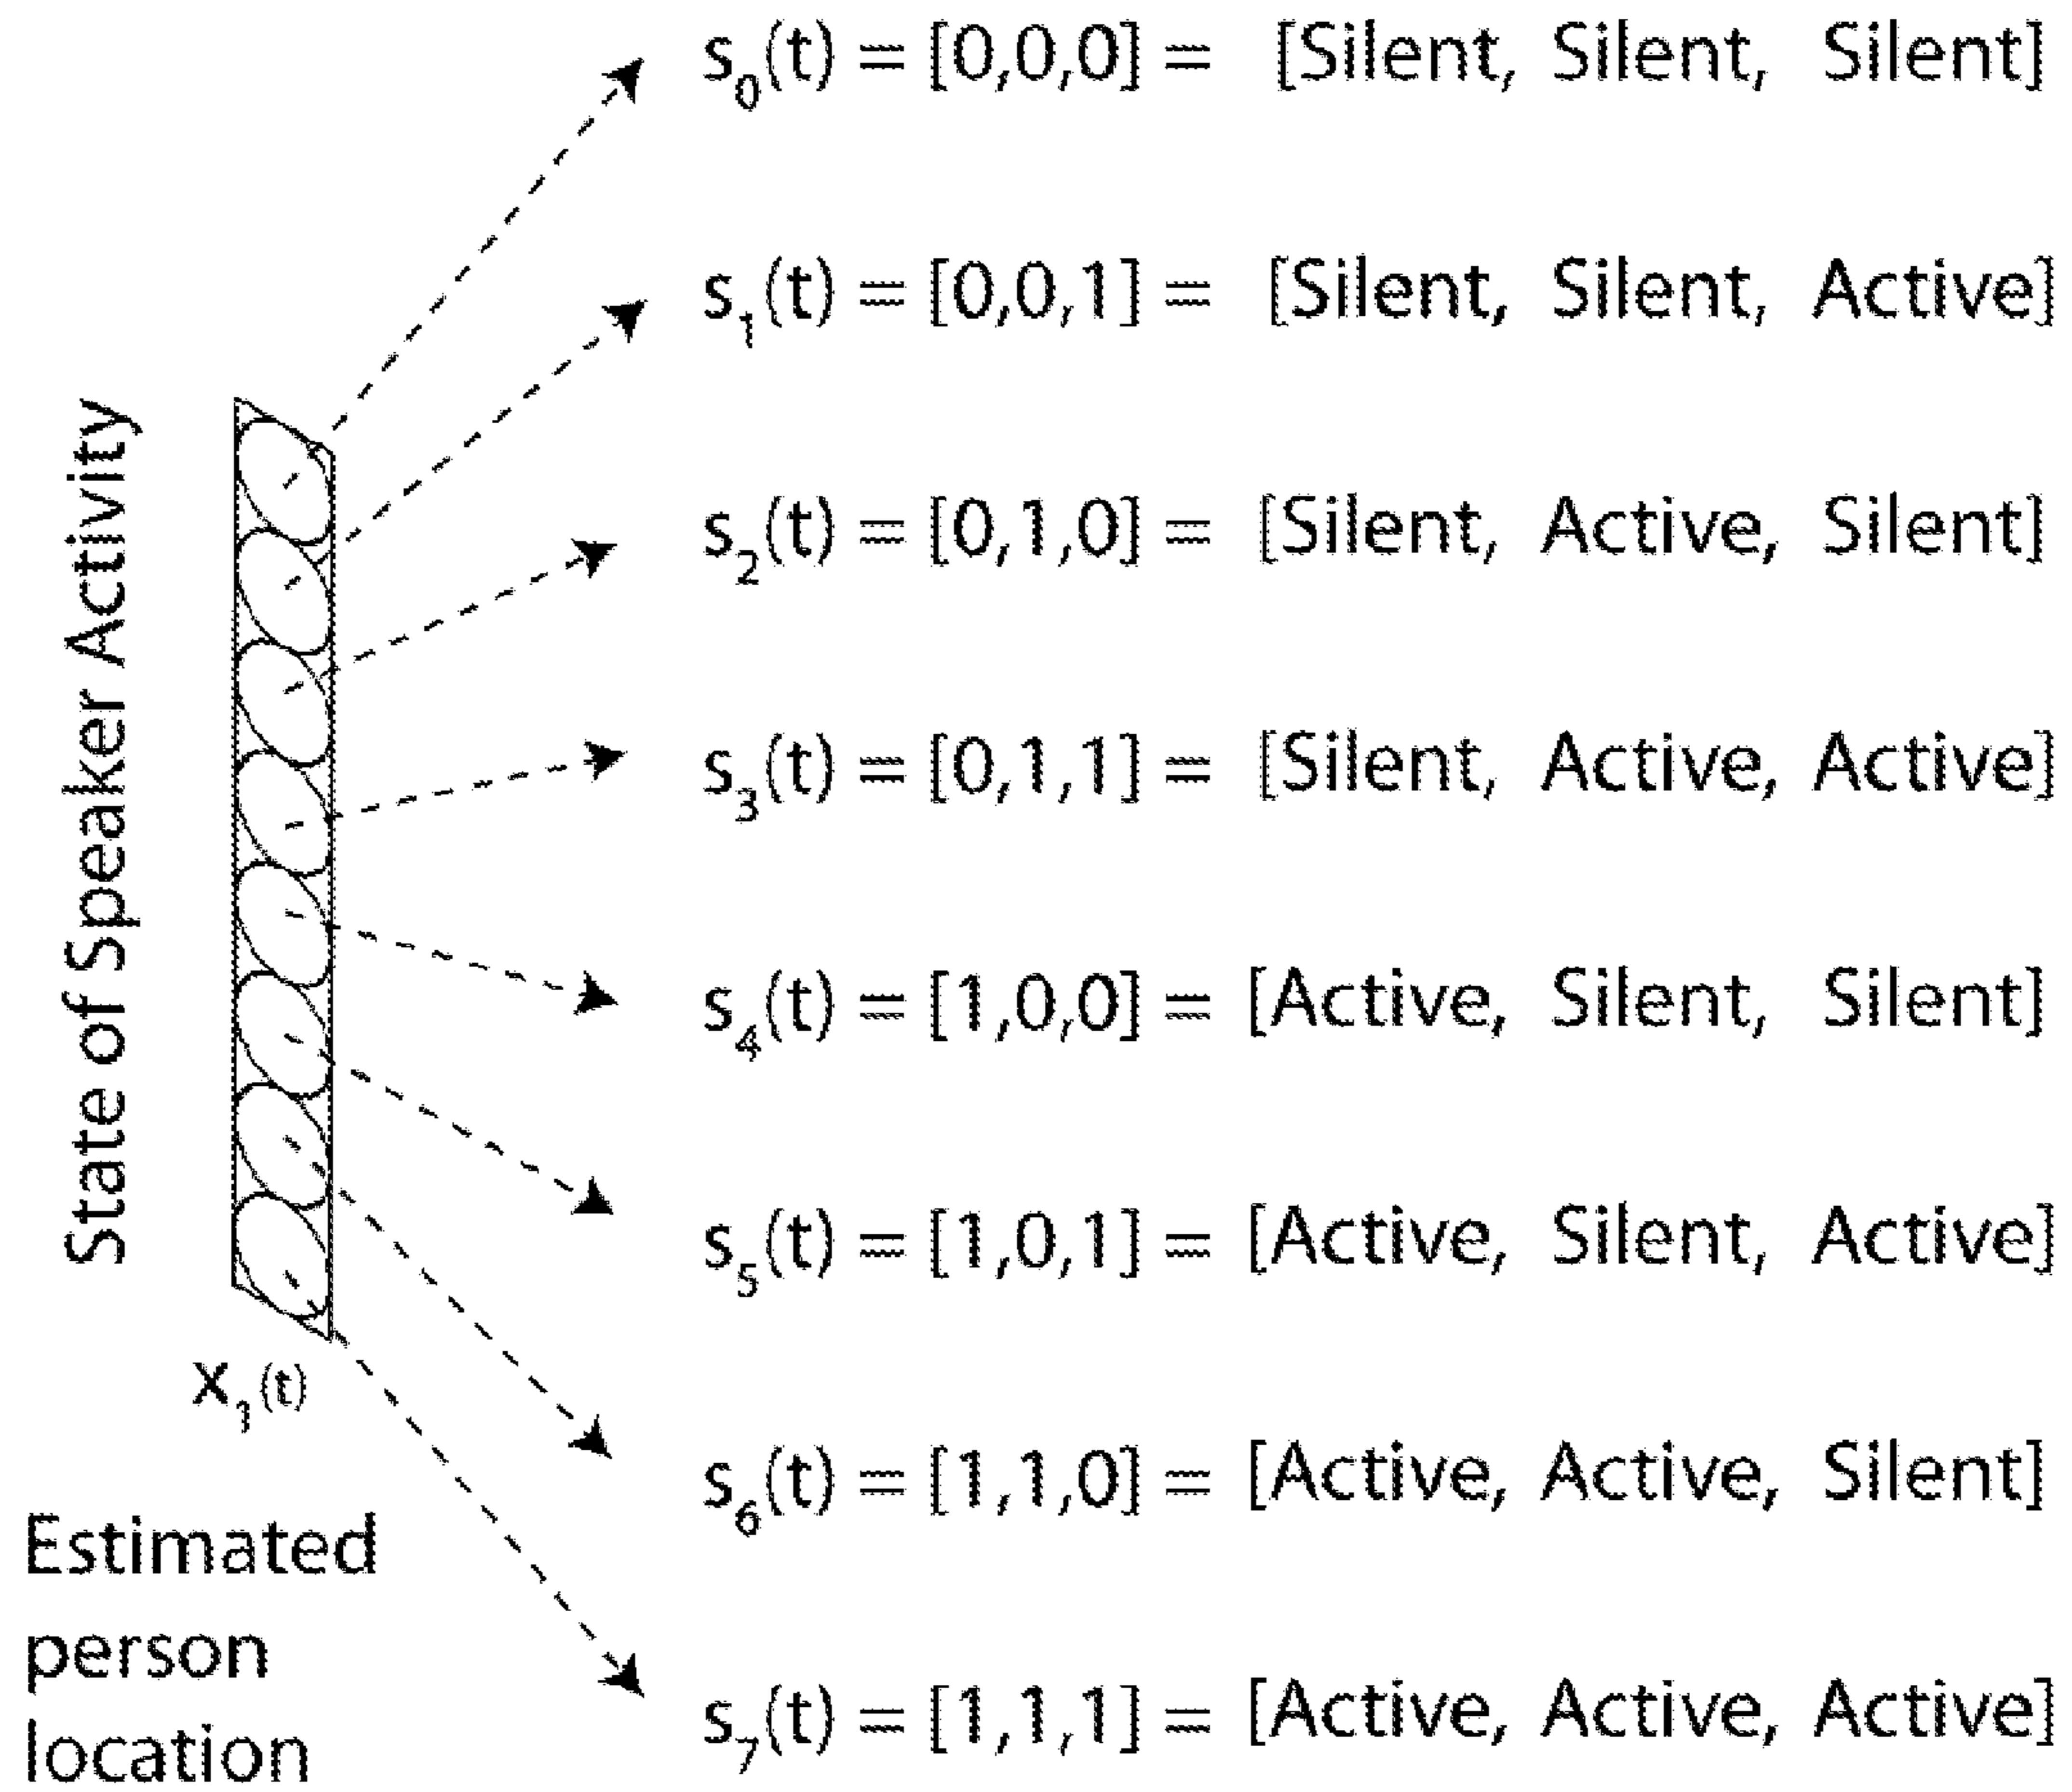 s0(t) = [0,0,0] = [Silent, Silent, Silent]
s1(t) = [0,0,1] = [Silent, Silent, Active]
s2(t) = [0,1,0] = [Silent, Active, Silent]
s3(t) = [0,1,1] = [Silent, Active, Active]
s4(t) = [1,0,0] = [Active, Silent, Silent]
s5(t) = [1,0,1] = [Active, Silent, Active]
s6(t) = [1,1,0] = [Active, Active, Silent]
s7(t) = [1,1,1] = [Active, Active, Active]
State of Speaker Activity
x1(t)
Estimated
person
location